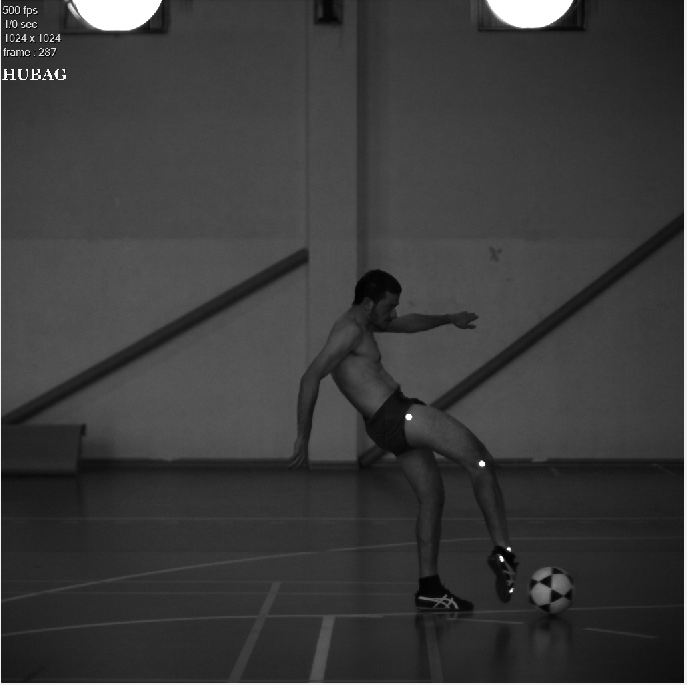 500 fps
1/0 sec
1024 x 1024
frame : 287
HUBAG